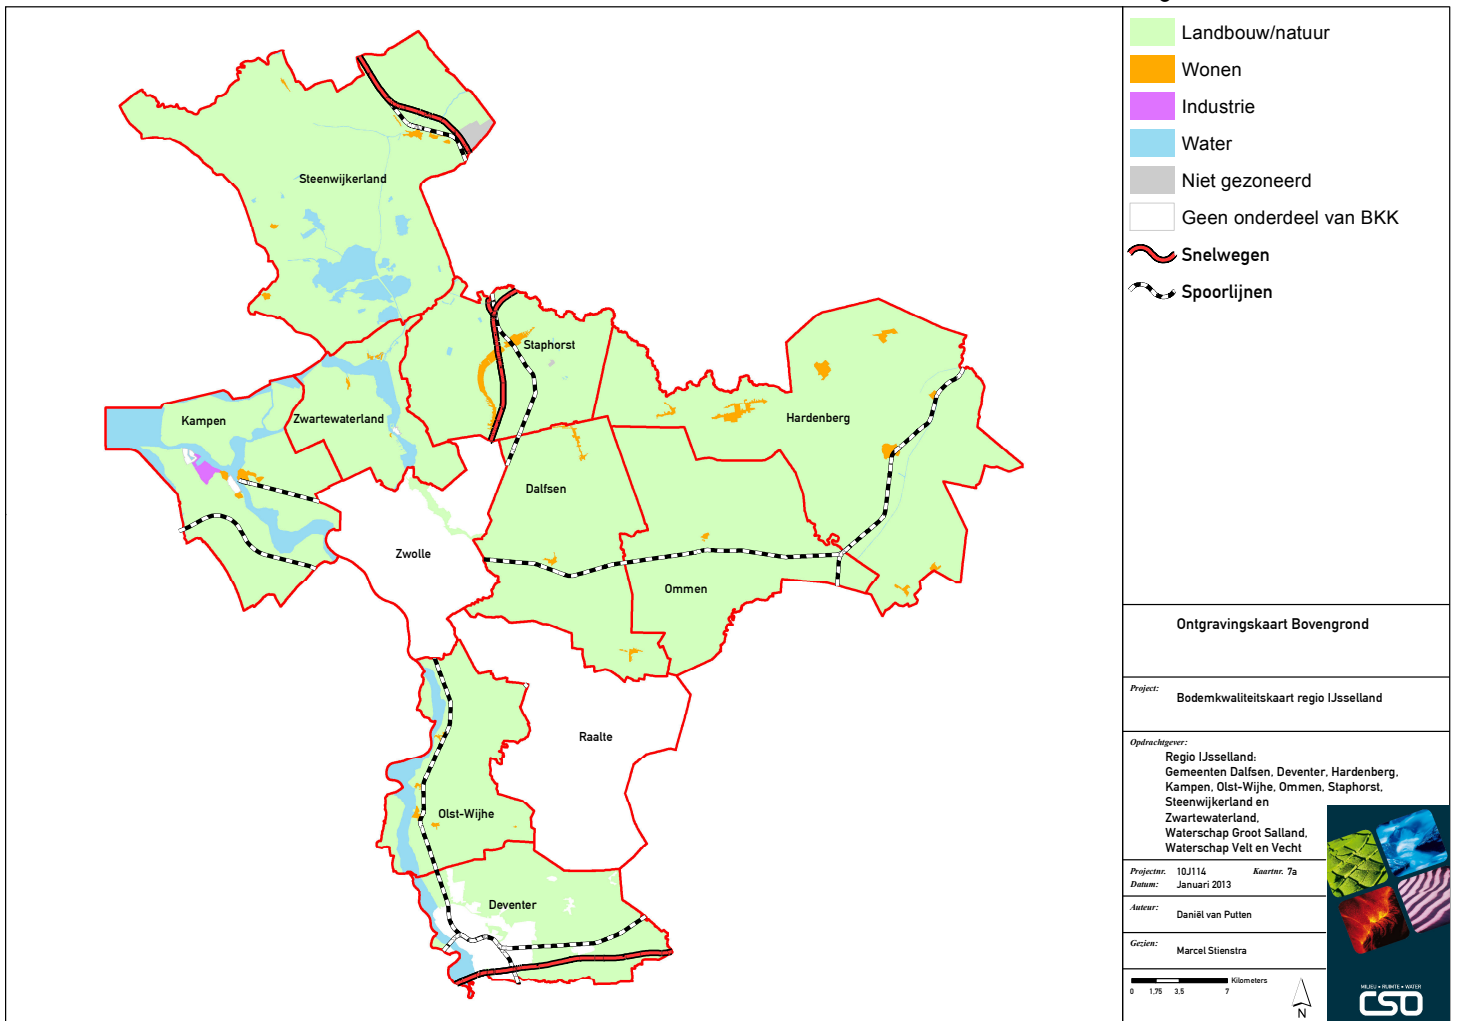 Landbouw/natuur
Wonen
Industrie
Water
Niet gezoneerd
Geen onderdeel van BKK
Snelwegen
Spoorlijnen
Steenwijkerland
Staphorst
Kampen
Zwartewaterland
Hardenberg
Dalfsen
Zwolle
Ommen
Raalte
Olst-Wijhe
Deventer
Ontgravingskaart Bovengrond
Project: Bodemkwaliteitskaart regio IJsselland
Opdrachtgever:
Regio IJsselland:
Gemeenten Dalfsen, Deventer, Hardenberg,
Kampen, Olst-Wijhe, Ommen, Staphorst,
Steenwijkerland en
Zwartewaterland,
Waterschap Groot Salland,
Waterschap Velt en Vecht
Projectnr. 10J114 Kaartnr. 7a
Datum: Januari 2013
Auteur: Daniël van Putten
Gezien: Marcel Stienstra
Kilometers
0 1,75 3,5 7
N
MILIEU • RUIMTE • WATER
CSO